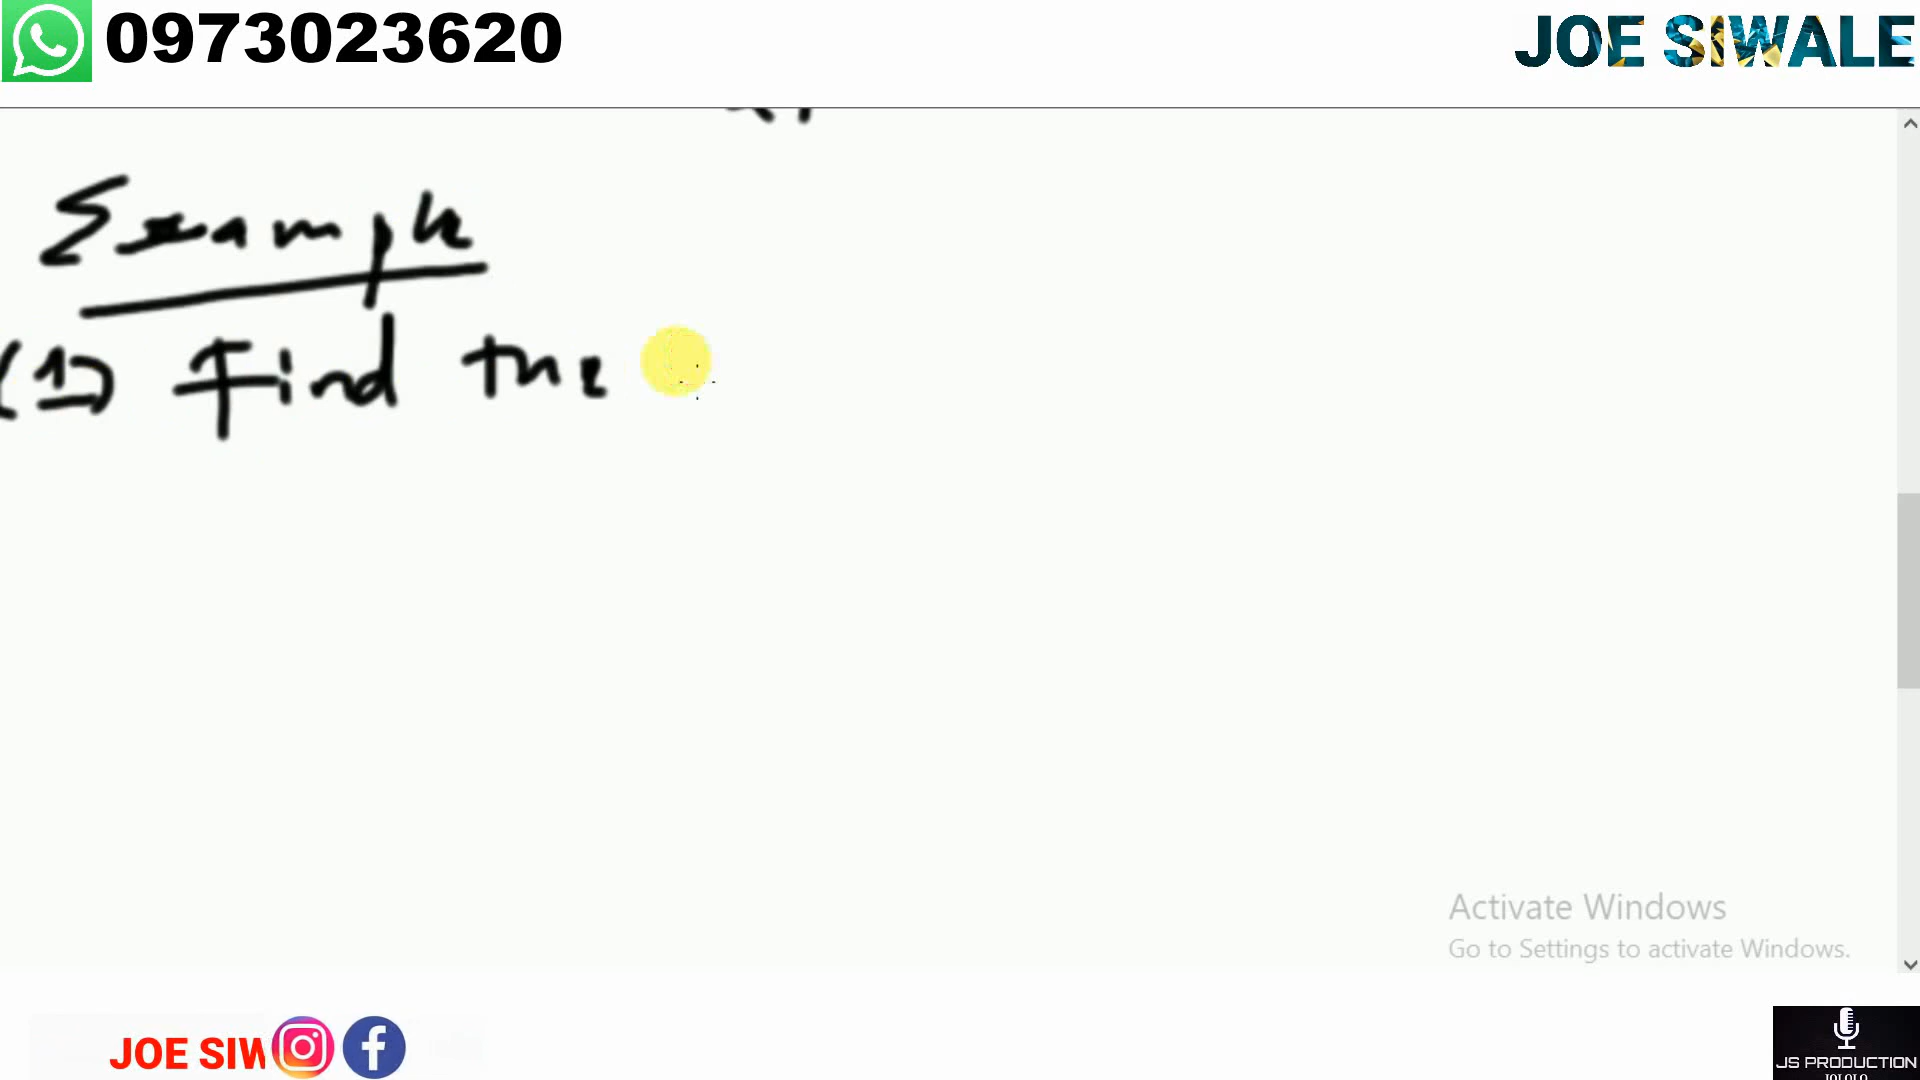 0973023620
JOE SIWALE
Example
(1) Find the
Activate Windows
Go to Settings to activate Windows.
JOE SIW
JS PRODUCTION